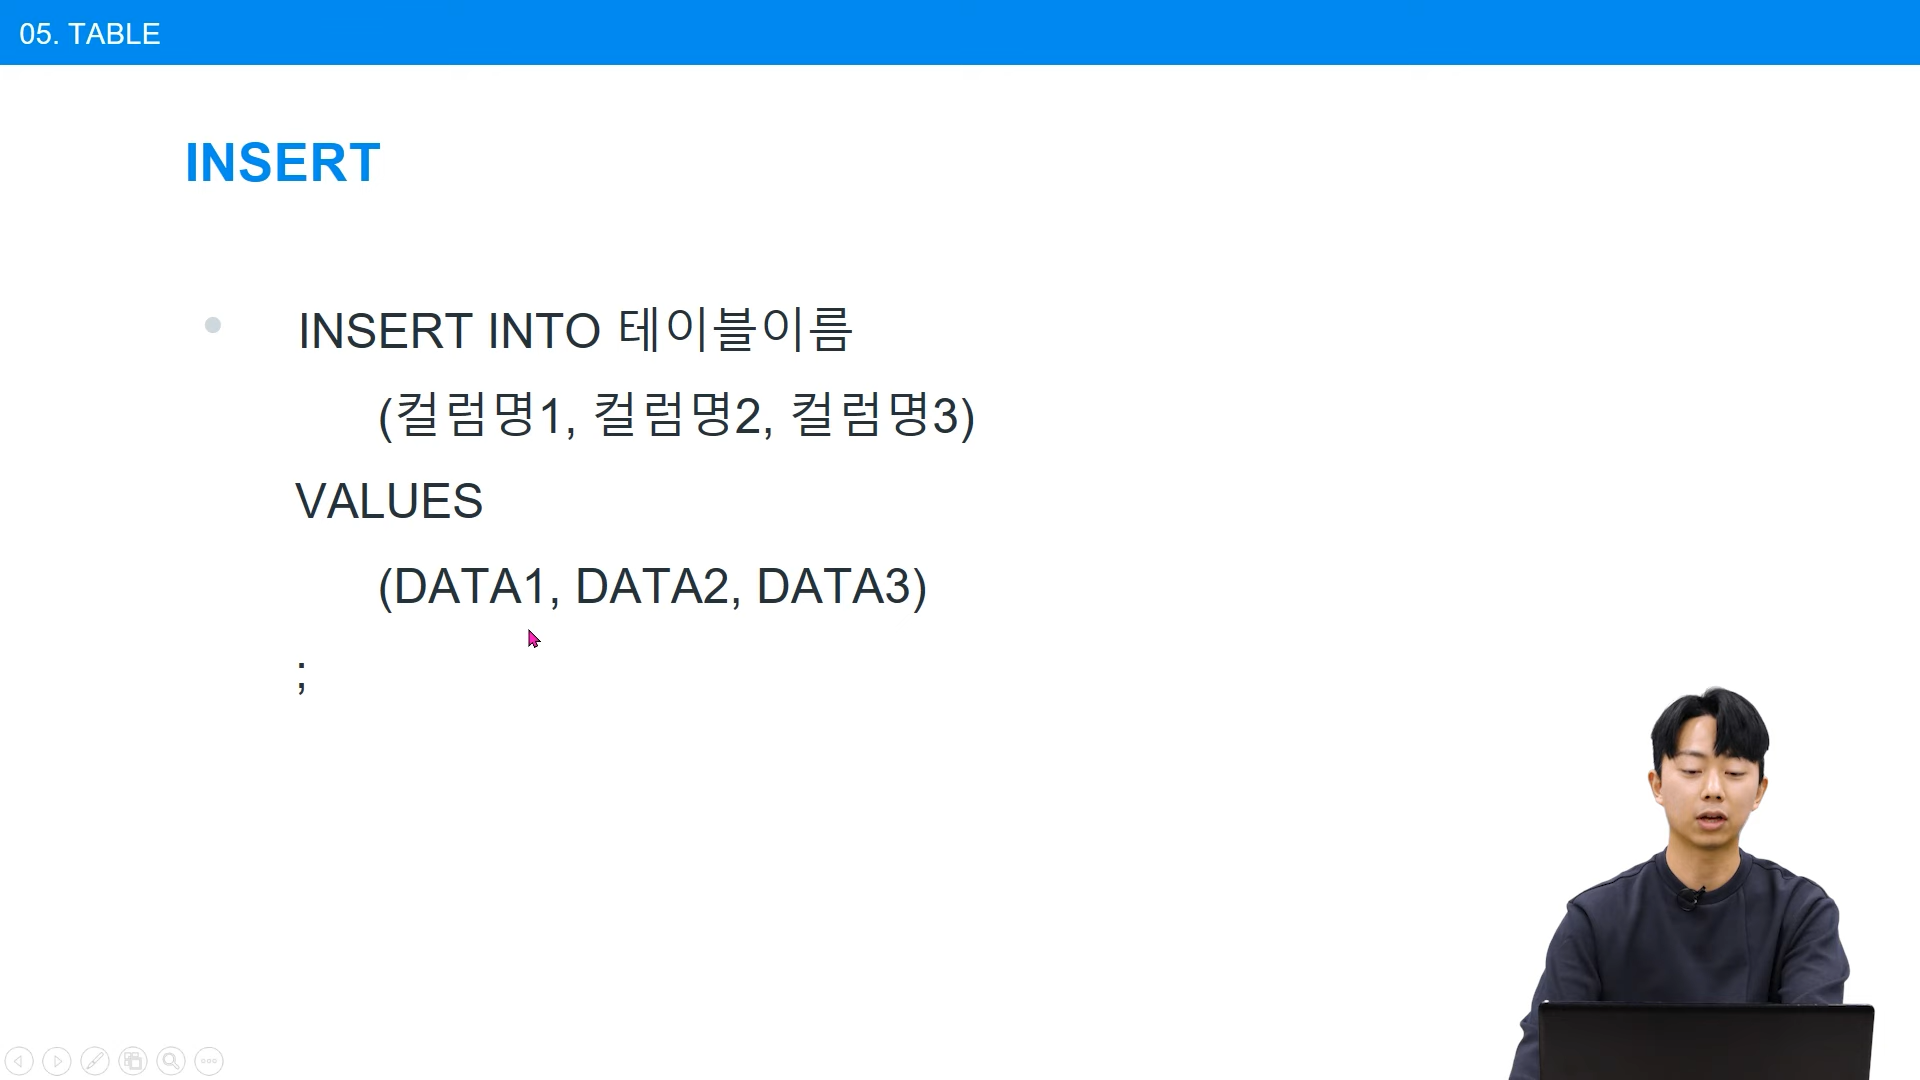 05. TABLE
INSERT
INSERT INTO 테이블이름
(컬럼명1, 컬럼명2, 컬럼명3)
VALUES
(DATA1, DATA2, DATA3)
;